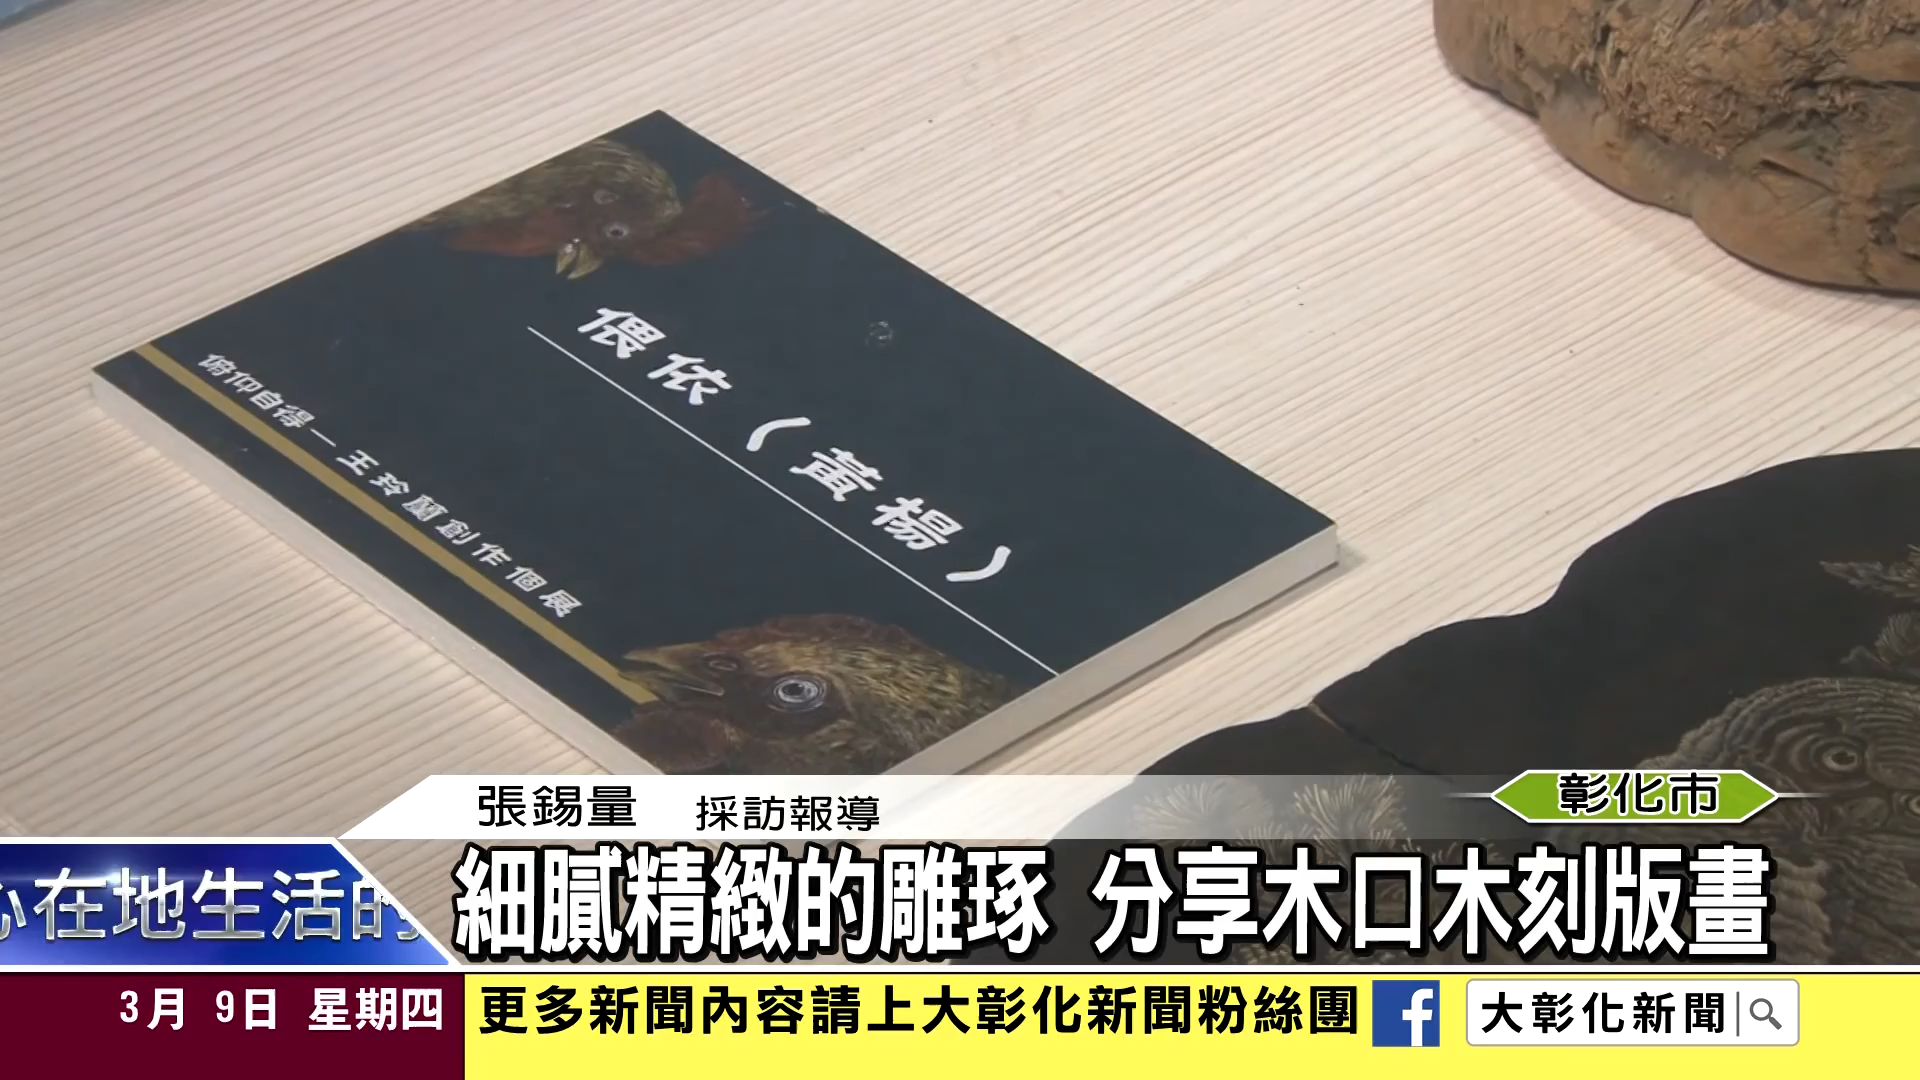 偎依（黃楊）
俯仰自得—王玲蘭創作個展
張錫量 採訪報導
彰化市
心在地生活的
細膩精緻的雕琢 分享木口木刻版畫
3月 9日 星期四
更多新聞內容請上大彰化新聞粉絲團
大彰化新聞